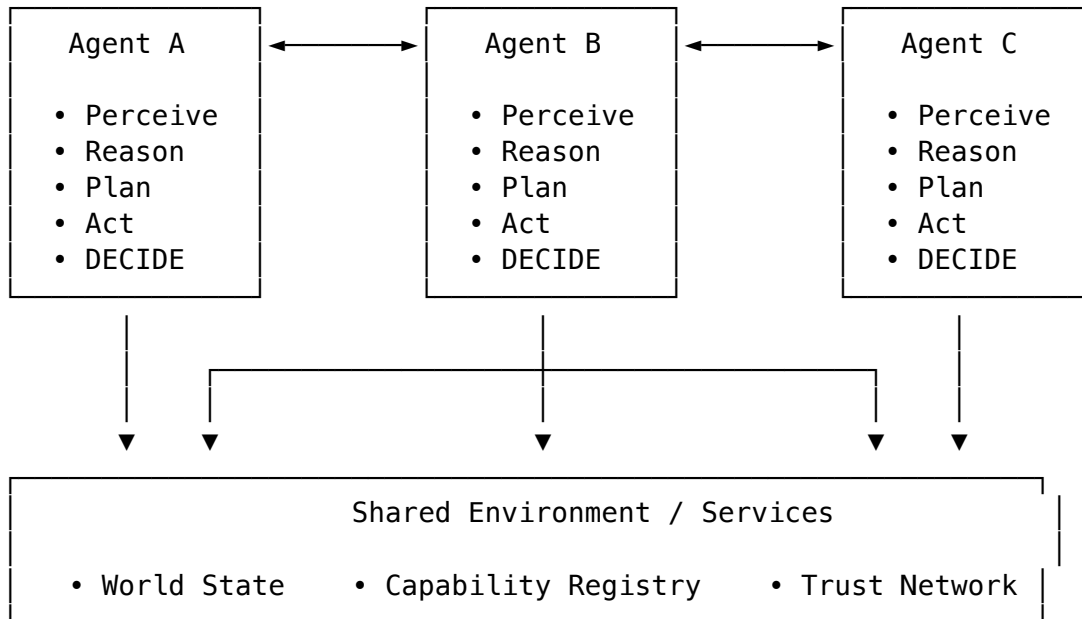 Agent A Agent B Agent C
• Perceive • Perceive • Perceive
• Reason • Reason • Reason
• Plan • Plan • Plan
• Act • Act • Act
• DECIDE • DECIDE • DECIDE
Shared Environment / Services
• World State • Capability Registry • Trust Network